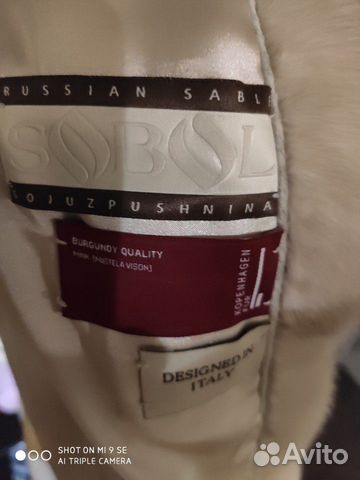 RUSSIAN SABLE
SOBOL
SOJUZPUSHNINA
BURGUNDY QUALITY
MINK (MUSTELA VISON)
KOPENHAGEN
FUR
DESIGNED IN
ITALY
SHOT ON MI 9 SE
AI TRIPLE CAMERA
Avito